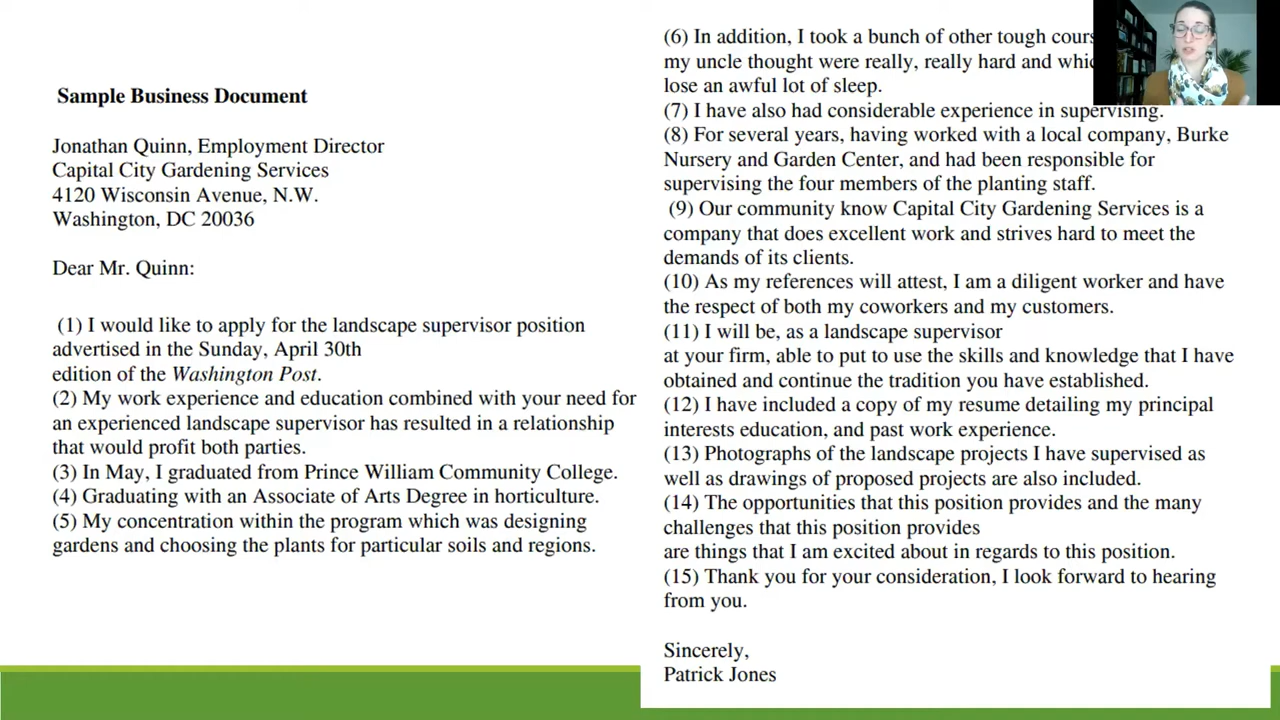 Sample Business Document
Jonathan Quinn, Employment Director
Capital City Gardening Services
4120 Wisconsin Avenue, N.W.
Washington, DC 20036
Dear Mr. Quinn:
(1) I would like to apply for the landscape supervisor position
advertised in the Sunday, April 30th
edition of the Washington Post.
(2) My work experience and education combined with your need for
an experienced landscape supervisor has resulted in a relationship
that would profit both parties.
(3) In May, I graduated from Prince William Community College.
(4) Graduating with an Associate of Arts Degree in horticulture.
(5) My concentration within the program which was designing
gardens and choosing the plants for particular soils and regions.
(6) In addition, I took a bunch of other tough
my uncle thought were really, really hard and
lose an awful lot of sleep.
(7) I have also had considerable experience in supervising.
(8) For several years, having worked with a local company, Burke
Nursery and Garden Center, and had been responsible for
supervising the four members of the planting staff.
(9) Our community know Capital City Gardening Services is a
company that does excellent work and strives hard to meet the
demands of its clients.
(10) As my references will attest, I am a diligent worker and have
the respect of both my coworkers and my customers.
(11) I will be, as a landscape supervisor
at your firm, able to put to use the skills and knowledge that I have
obtained and continue the tradition you have established.
(12) I have included a copy of my resume detailing my principal
interests education, and past work experience.
(13) Photographs of the landscape projects I have supervised as
well as drawings of proposed projects are also included.
(14) The opportunities that this position provides and the many
challenges that this position provides
are things that I am excited about in regards to this position.
(15) Thank you for your consideration, I look forward to hearing
from you.
Sincerely,
Patrick Jones